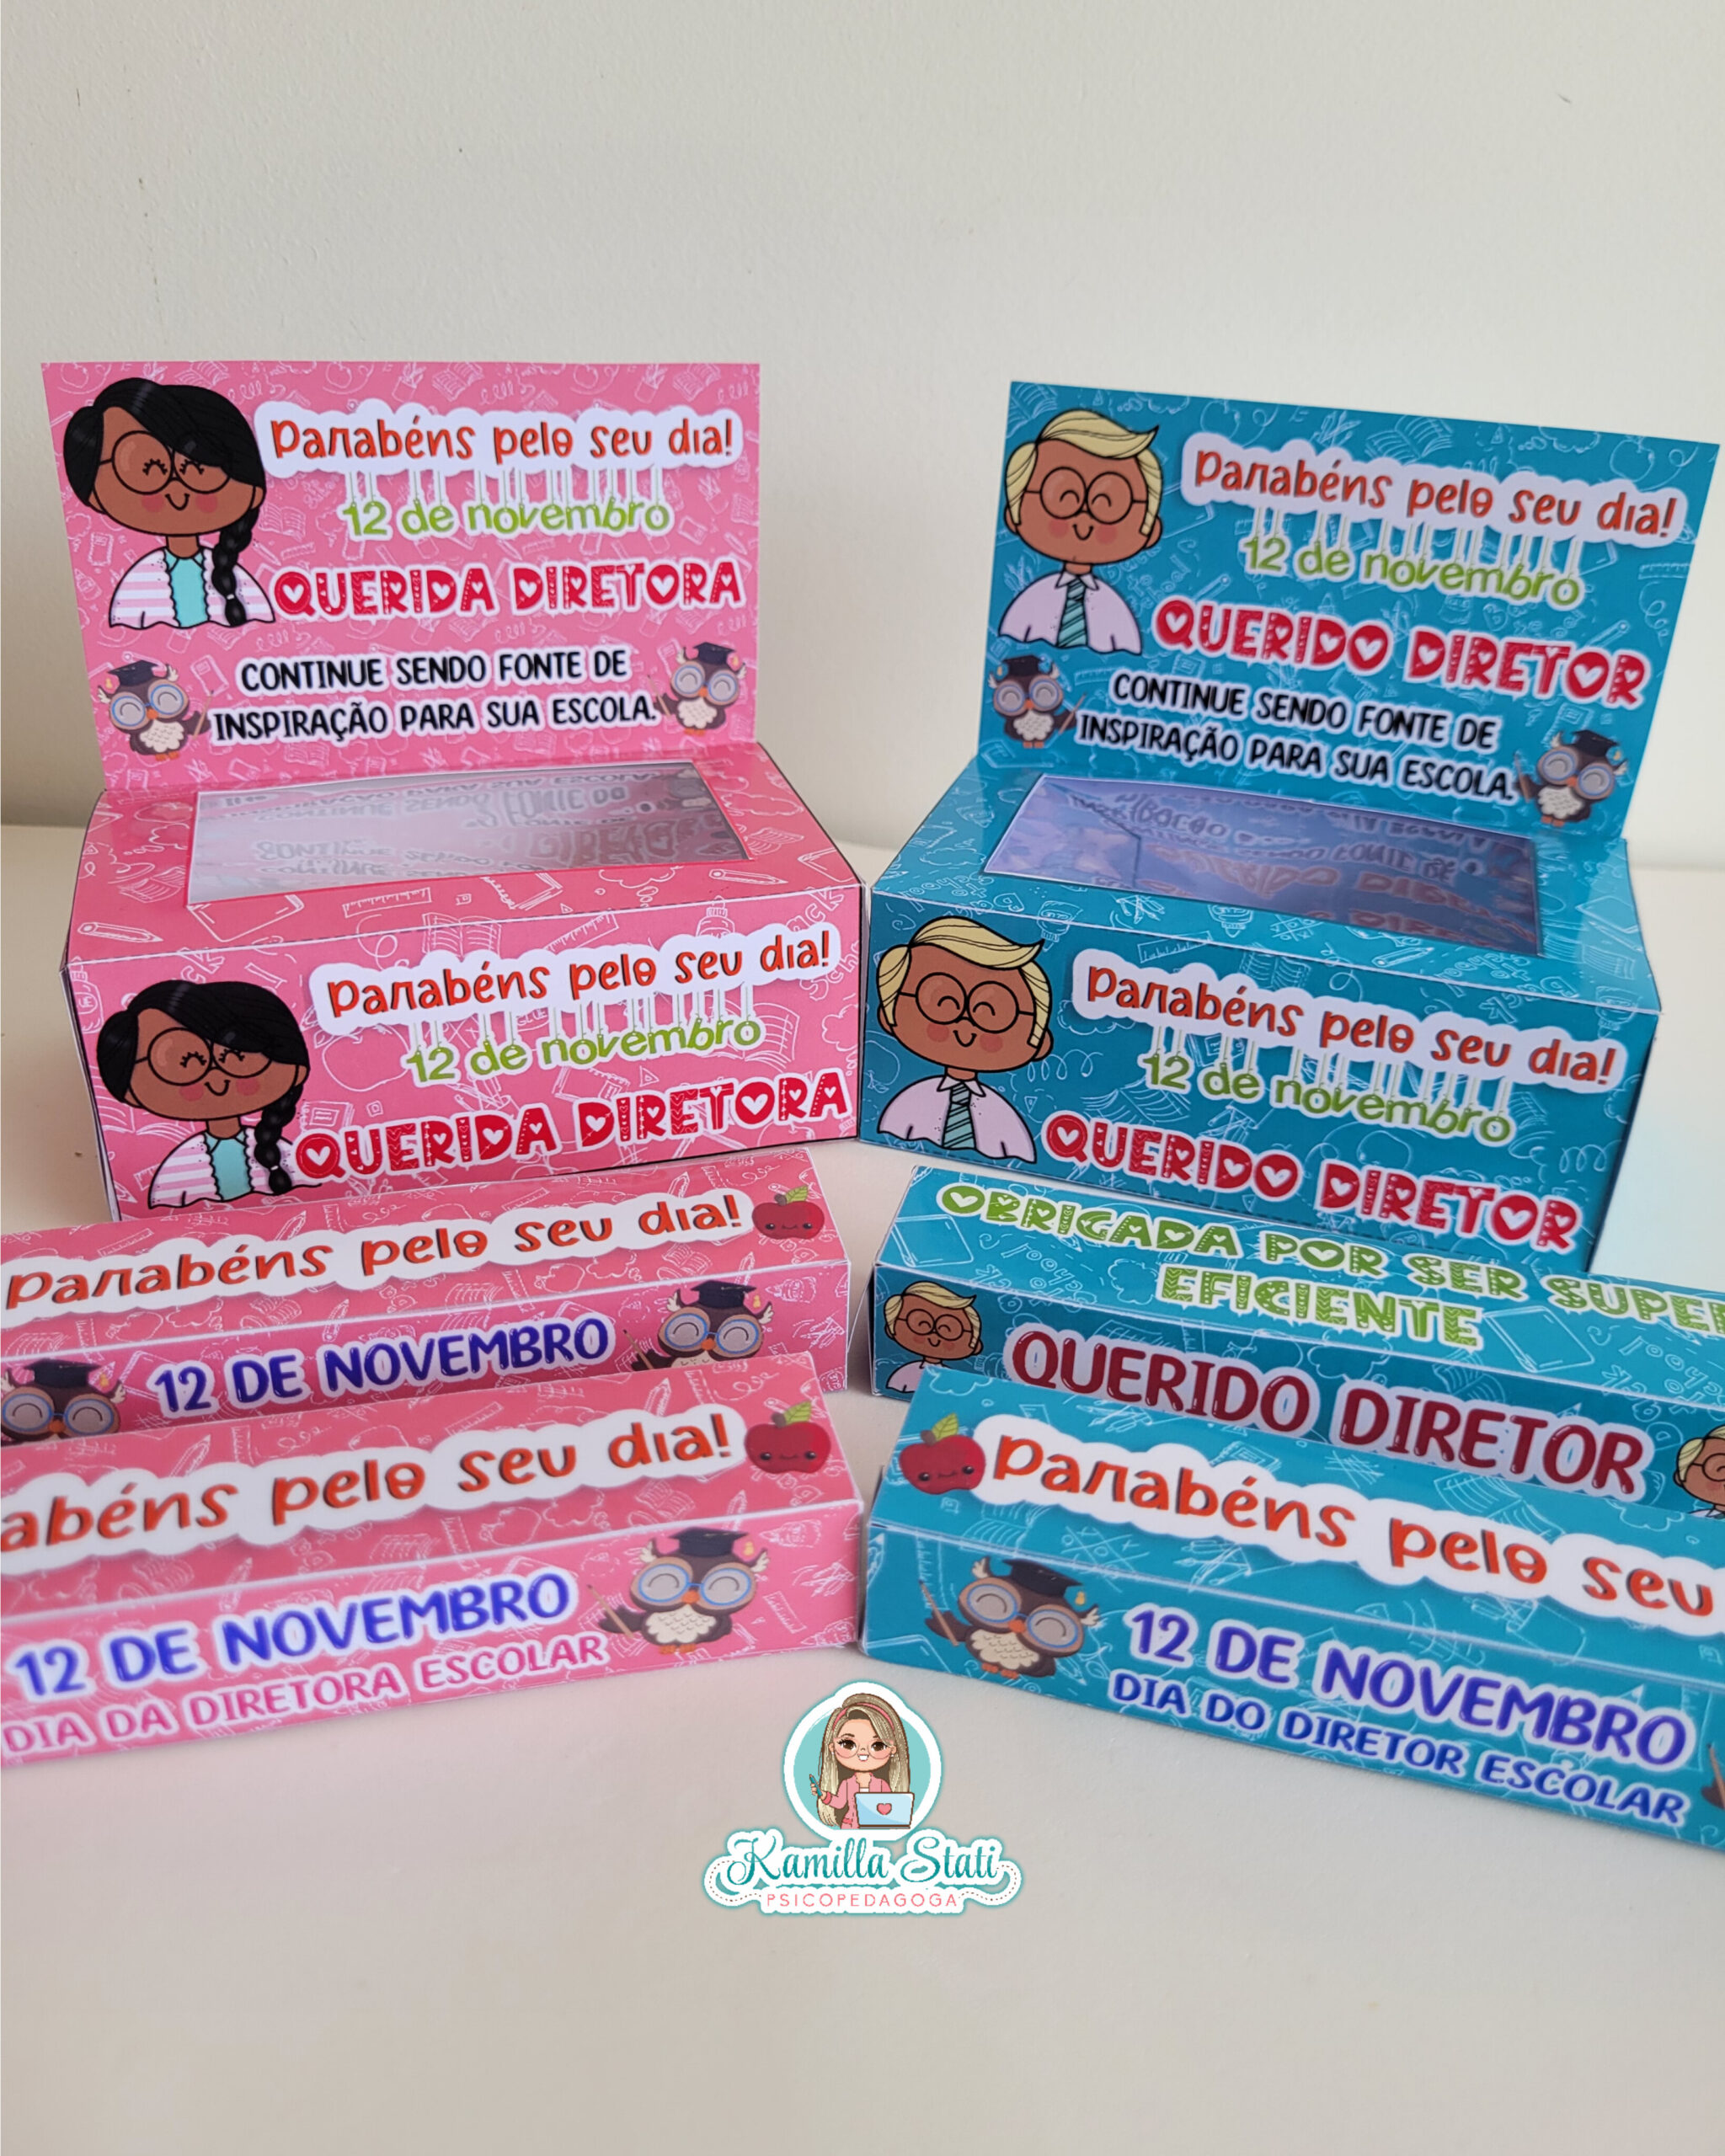 Parabéns pelo seu dia!
12 de novembro
QUERIDA DIRETORA
CONTINUE SENDO FONTE DE
INSPIRAÇÃO PARA SUA ESCOLA.
Parabéns pelo seu dia!
12 de novembro
QUERIDO DIRETOR
CONTINUE SENDO FONTE DE
INSPIRAÇÃO PARA SUA ESCOLA.
Parabéns pelo seu dia!
12 de novembro
QUERIDA DIRETORA
Parabéns pelo seu dia!
12 de novembro
QUERIDO DIRETOR
Parabéns pelo seu dia!
12 DE NOVEMBRO
OBRIGADA POR SER SUPER
EFICIENTE
QUERIDO DIRETOR
abéns pelo seu dia!
12 DE NOVEMBRO
DIA DA DIRETORA ESCOLAR
Parabéns pelo seu
12 DE NOVEMBRO
DIA DO DIRETOR ESCOLAR
Kamilla Stati
PSICOPEDAGOGA